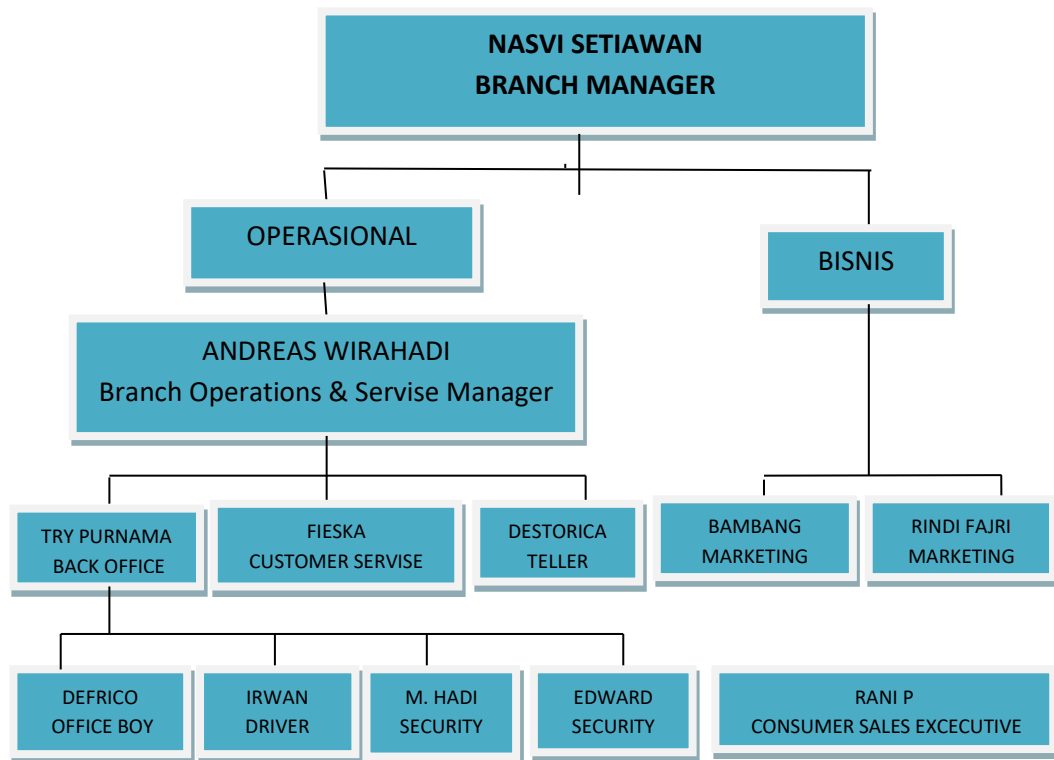 NASVI SETIAWAN
BRANCH MANAGER
OPERASIONAL
BISNIS
ANDREAS WIRAHADI
Branch Operations & Servise Manager
TRY PURNAMA
BACK OFFICE
FIESKA
CUSTOMER SERVISE
DESTORICA
TELLER
BAMBANG
MARKETING
RINDI FAJRI
MARKETING
DEFRICO
OFFICE BOY
IRWAN
DRIVER
M. HADI
SECURITY
EDWARD
SECURITY
RANI P
CONSUMER SALES EXCECUTIVE